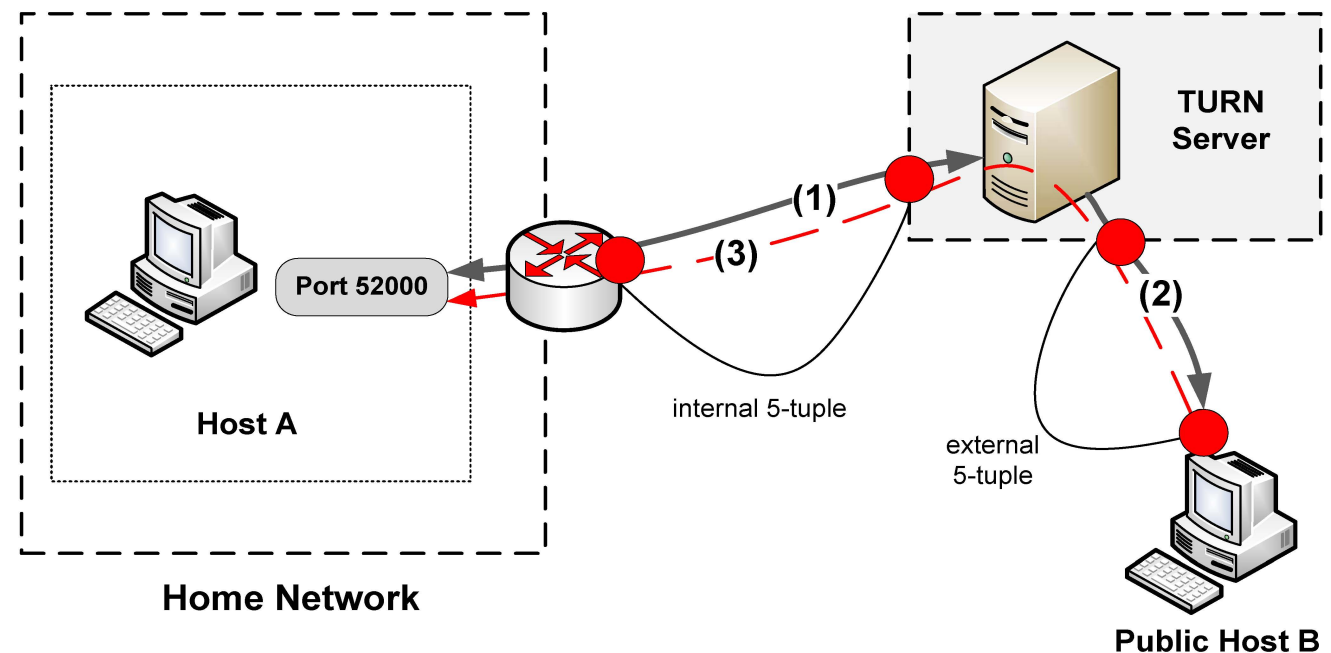 TURN
Server
(1)
(3)
Port 52000
(2)
internal 5-tuple
Host A
external
5-tuple
Home Network
Public Host B